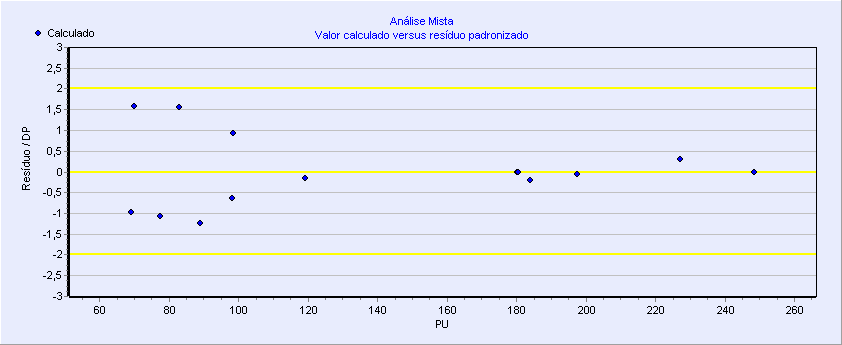 Análise Mista
Calculado
Valor calculado versus resíduo padronizado
3
2,5
2
1,5
1
0,5
0
-0,5
-1
-1,5
-2
-2,5
-3
Resíduo / DP
60 80 100 120 140 160 180 200 220 240 260
PU